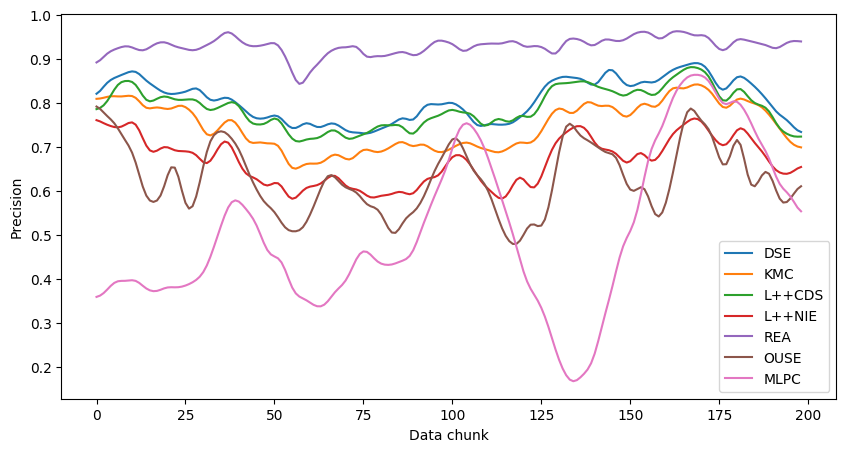 1.0
0.9
0.8
0.7
0.6
0.5
0.4
0.3
0.2
Precision
0 25 50 75 100 125 150 175 200
Data chunk
DSE
KMC
L++CDS
L++NIE
REA
OUSE
MLPC